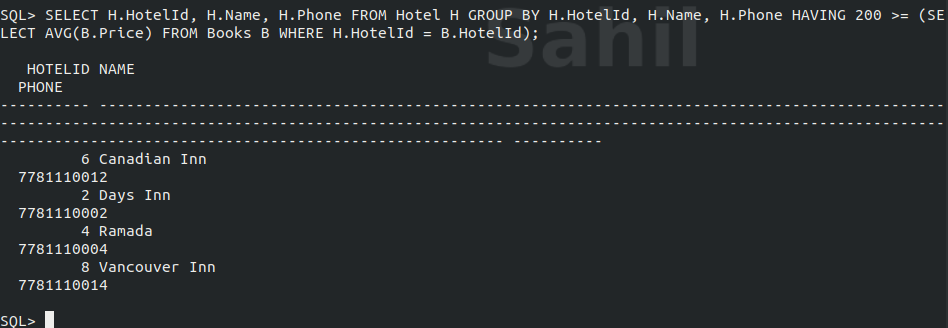 SQL> SELECT H.HotelId, H.Name, H.Phone FROM Hotel H GROUP BY H.HotelId, H.Name, H.Phone HAVING 200 >= (SE
LECT AVG(B.Price) FROM Books B WHERE H.HotelId = B.HotelId);
Sahil
   HOTELID NAME
  PHONE
---------- ----------------------------------------------------------------------------------------------
---------------------------------------------------------------------------------------------------------
-------------------------------------------------------- ----------
         6 Canadian Inn
  7781110012
         2 Days Inn
  7781110002
         4 Ramada
  7781110004
         8 Vancouver Inn
  7781110014
SQL>